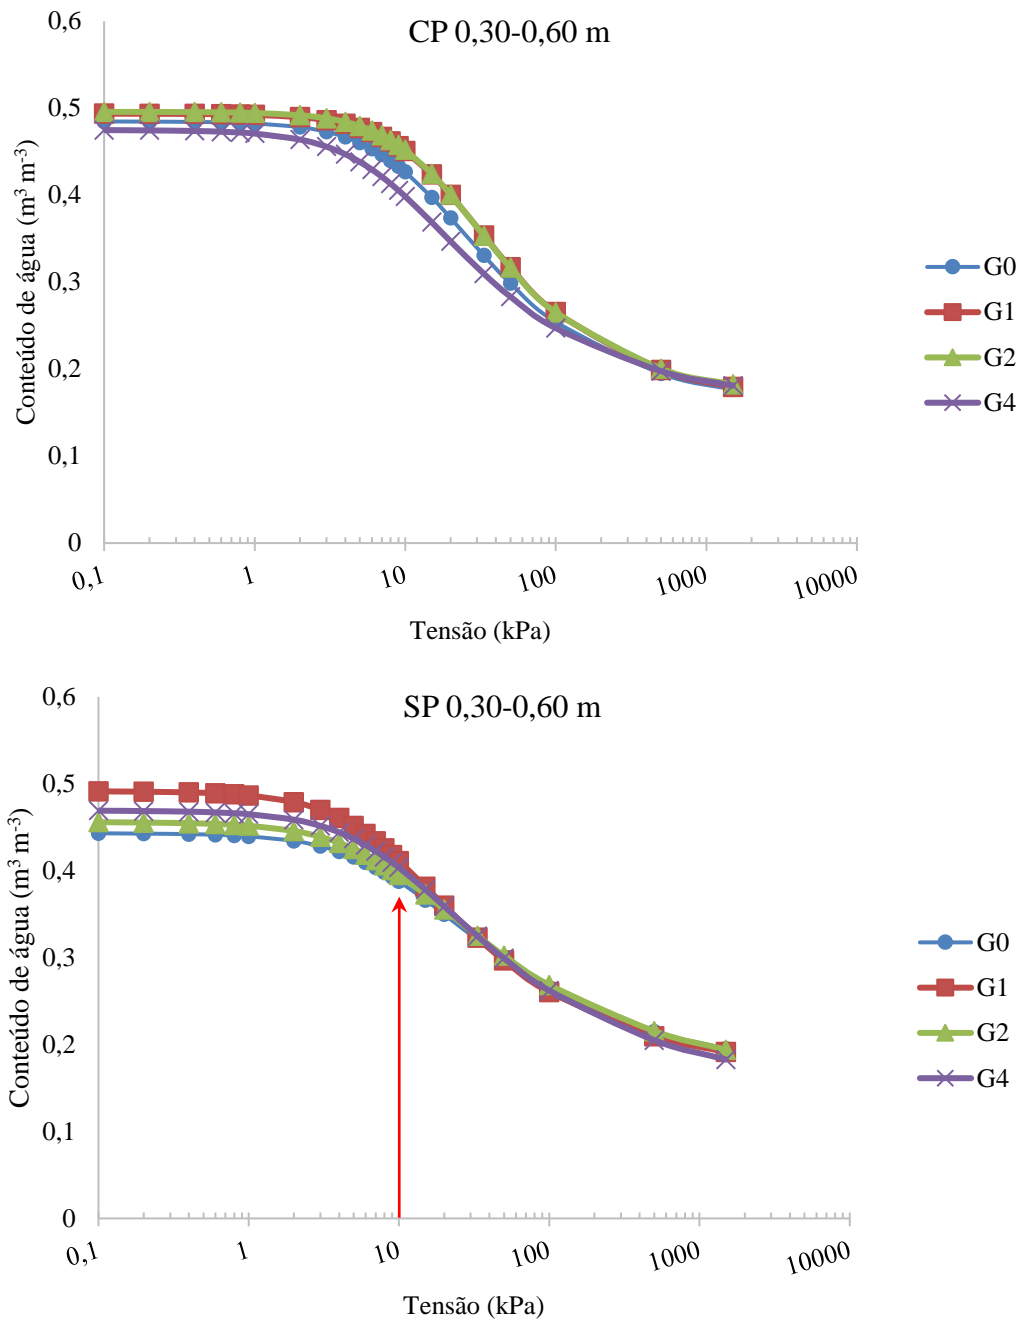 CP 0,30-0,60 m
Conteúdo de água (m³ m⁻³)
0,6
0,5
0,4
0,3
0,2
0,1
0
0,1
1
10
100
1000
10000
Tensão (kPa)
G0
G1
G2
G4
SP 0,30-0,60 m
Conteúdo de água (m³ m⁻³)
0,6
0,5
0,4
0,3
0,2
0,1
0
0,1
1
10
100
1000
10000
Tensão (kPa)
G0
G1
G2
G4